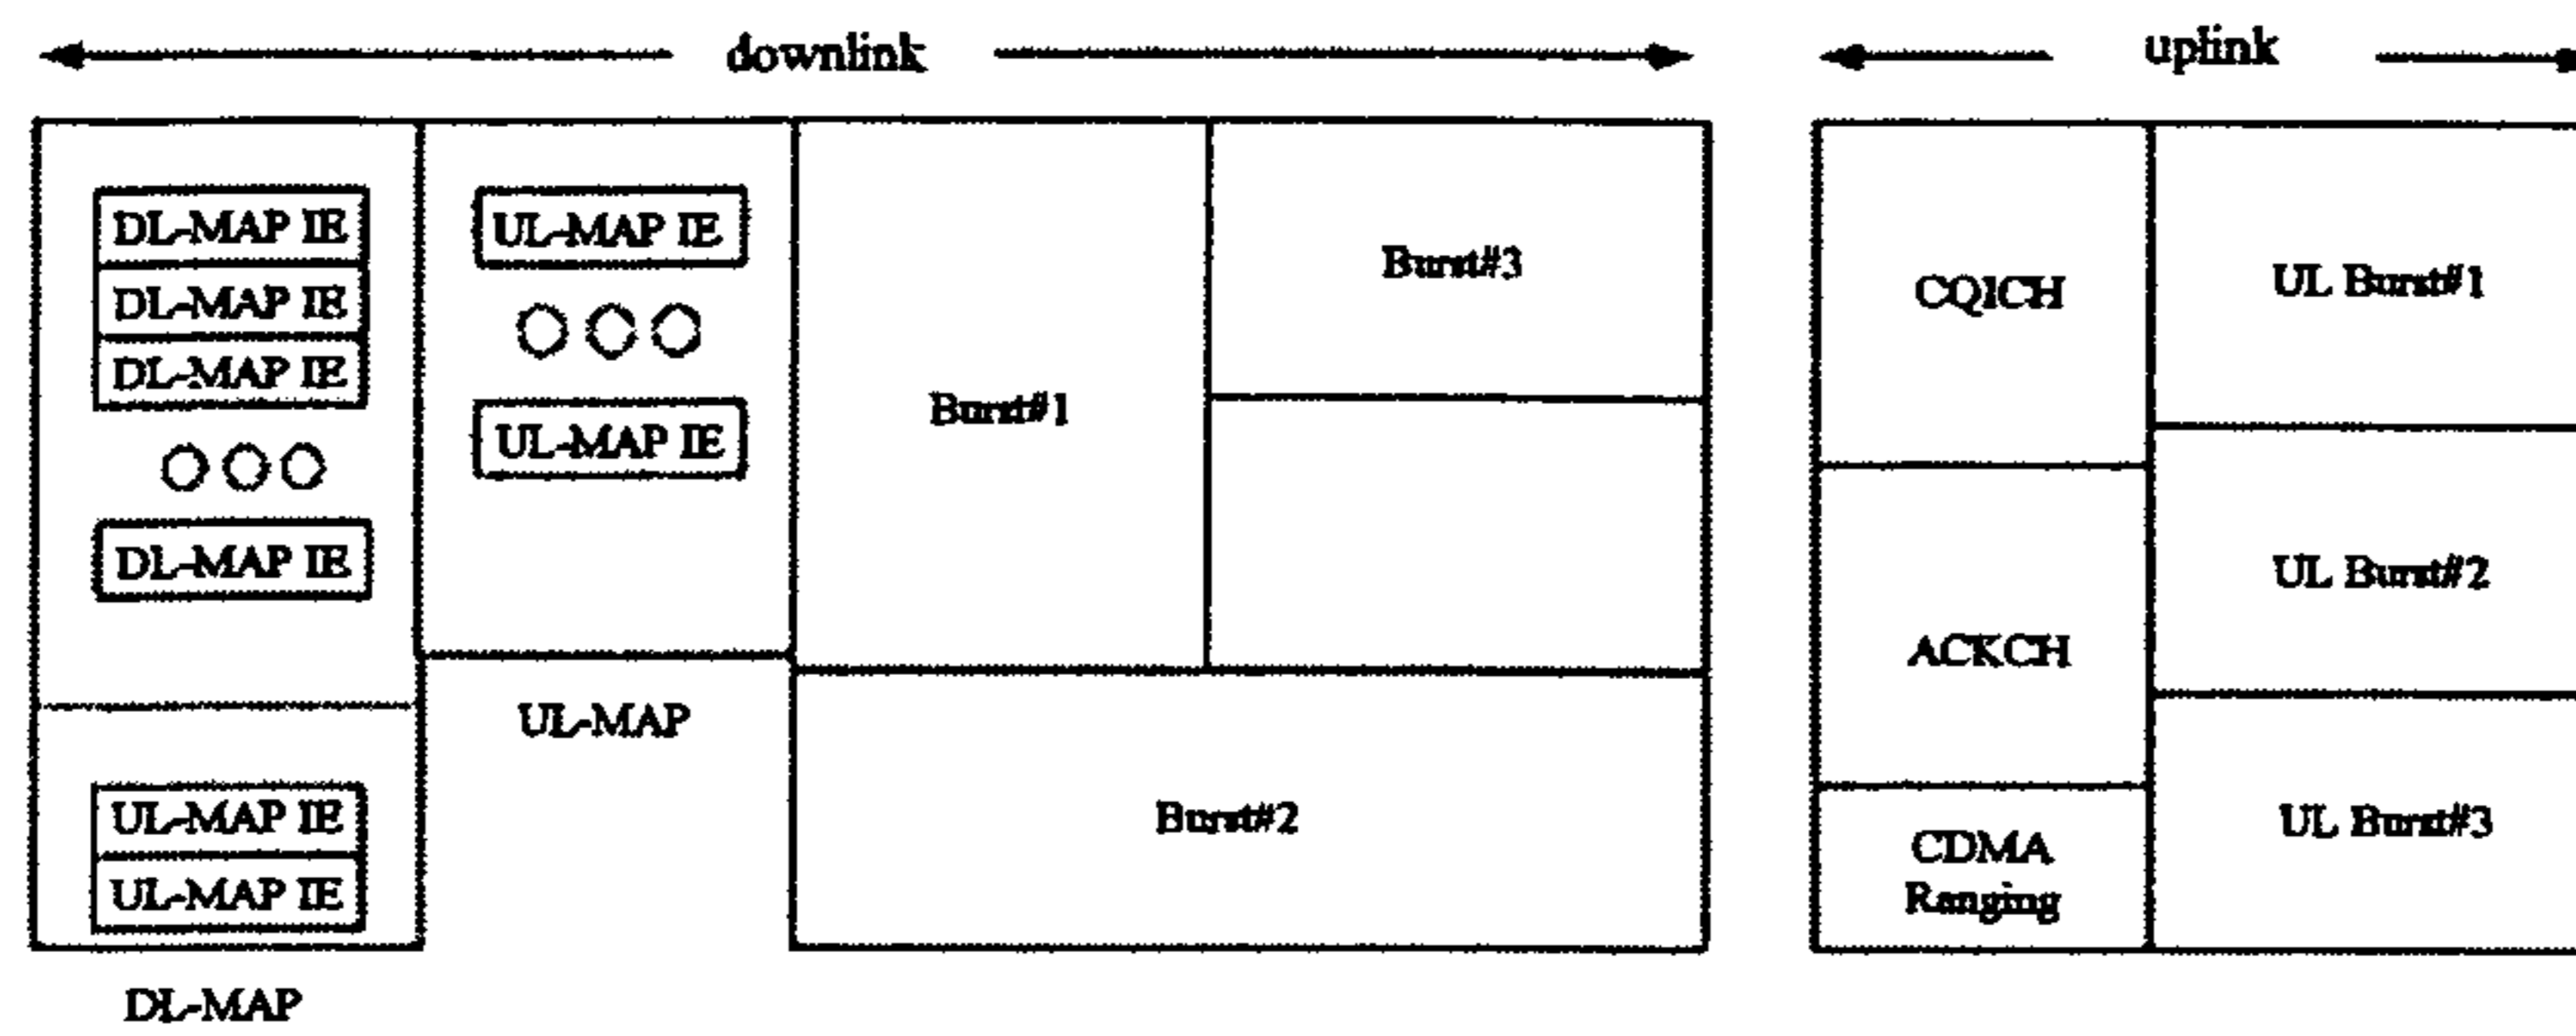 downlink
uplink
DL-MAP IE
DL-MAP IE
DL-MAP IE
DL-MAP IE
UL-MAP IE
UL-MAP IE
DL-MAP
UL-MAP IE
UL-MAP IE
UL-MAP
Burst#1
Burst#3
Burst#2
CQICH
ACKCH
CDMA
Ranging
UL Burst#1
UL Burst#2
UL Burst#3